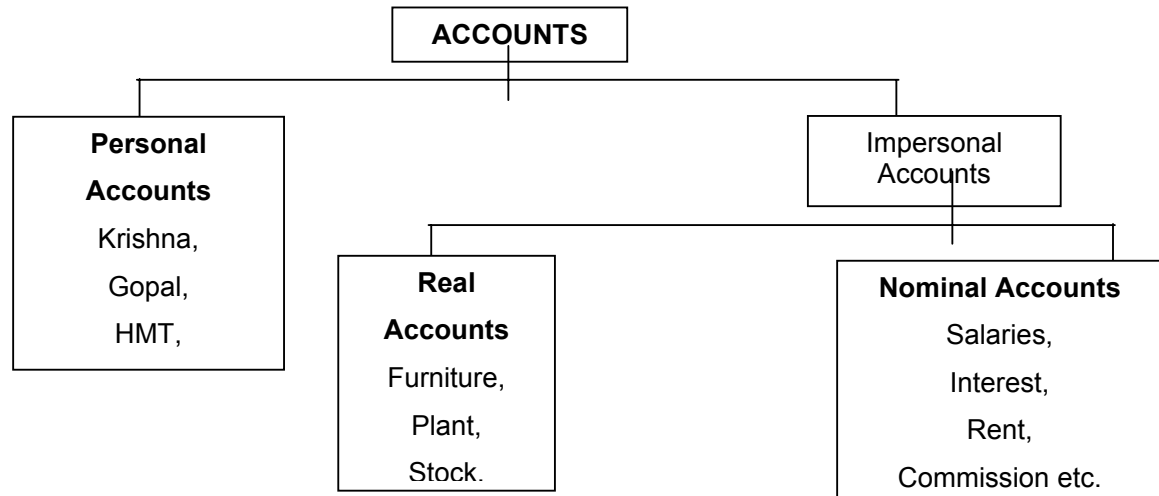 ACCOUNTS
Personal
Accounts
Krishna,
Gopal,
HMT,
Impersonal
Accounts
Real
Accounts
Furniture,
Plant,
Stock.
Nominal Accounts
Salaries,
Interest,
Rent,
Commission etc.